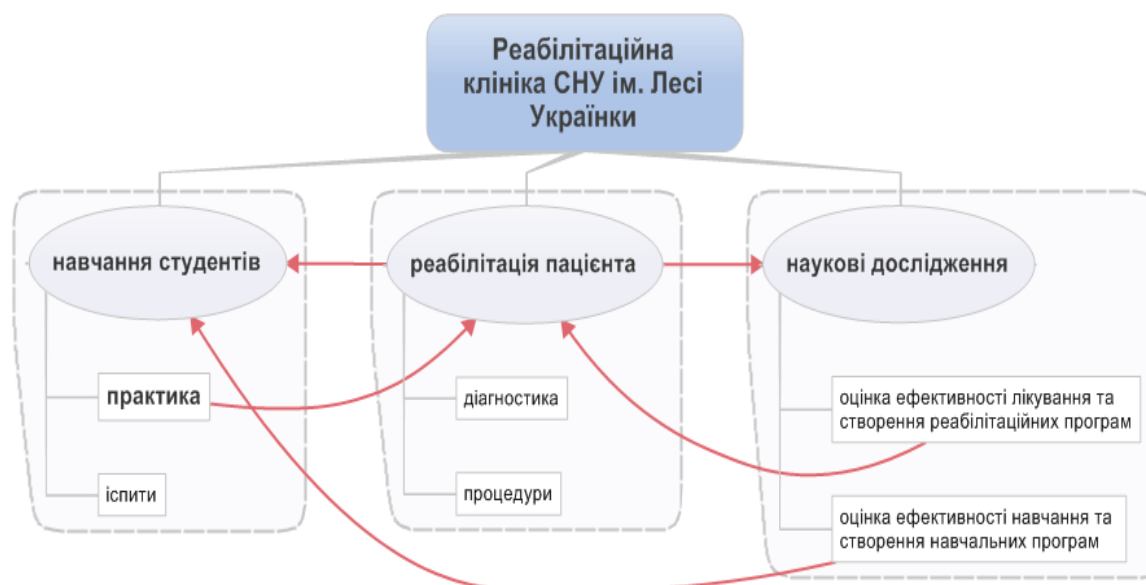 Реабілітаційна
клініка СНУ ім. Лесі
Українки
навчання студентів
реабілітація пацієнта
наукові дослідження
практика
діагностика
оцінка ефективності лікування та
створення реабілітаційних програм
іспити
процедури
оцінка ефективності навчання та
створення навчальних програм